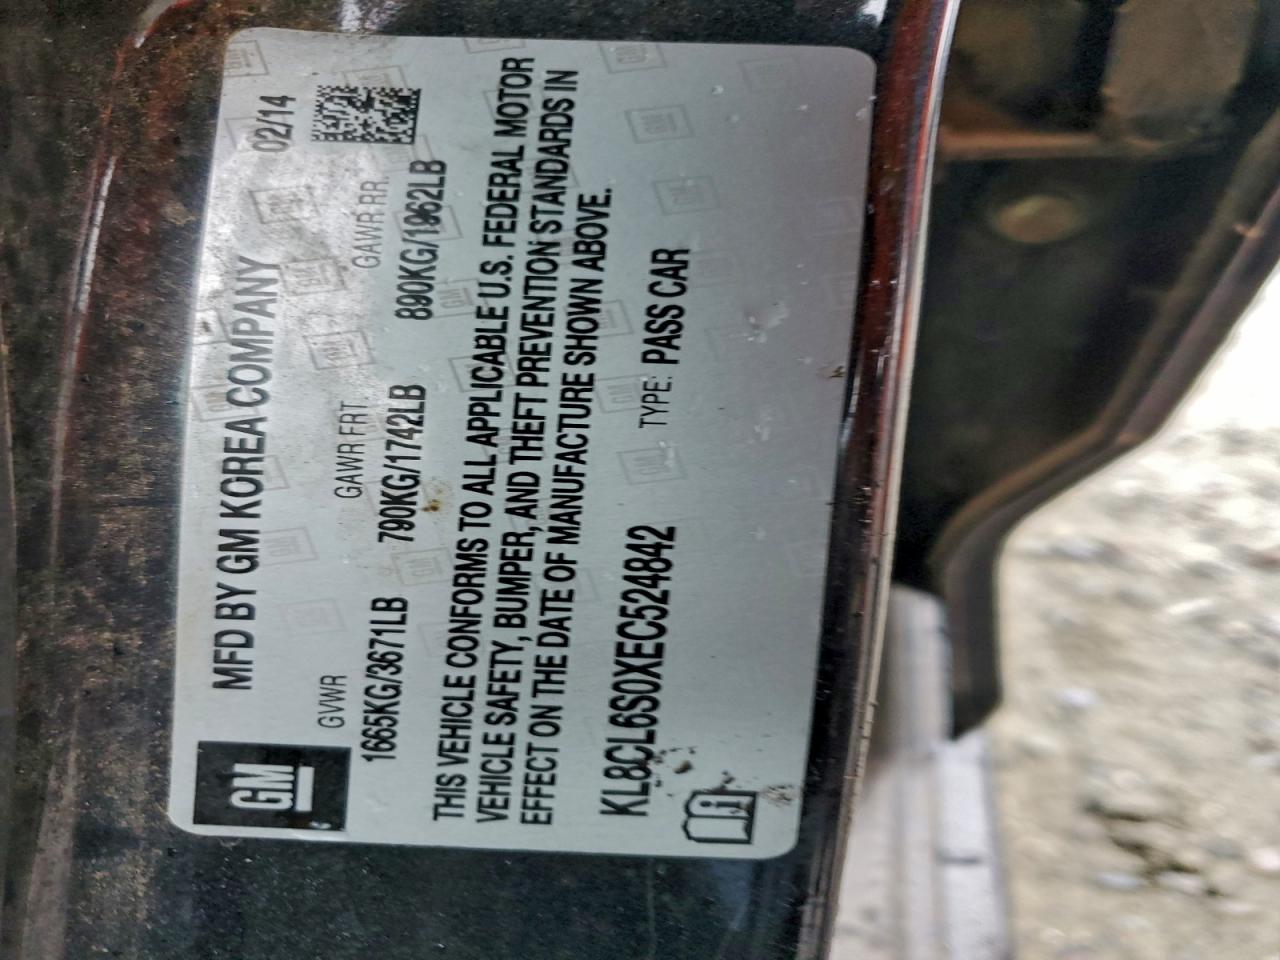 GM
MFD BY GM KOREA COMPANY 02/14
GVWR GAWR FRT GAWR RR
1665KG/3671LB 790KG/1742LB 890KG/1962LB
THIS VEHICLE CONFORMS TO ALL APPLICABLE U.S. FEDERAL MOTOR
VEHICLE SAFETY, BUMPER, AND THEFT PREVENTION STANDARDS IN
EFFECT ON THE DATE OF MANUFACTURE SHOWN ABOVE.
KL8CL6S0XEC524842 TYPE: PASS CAR